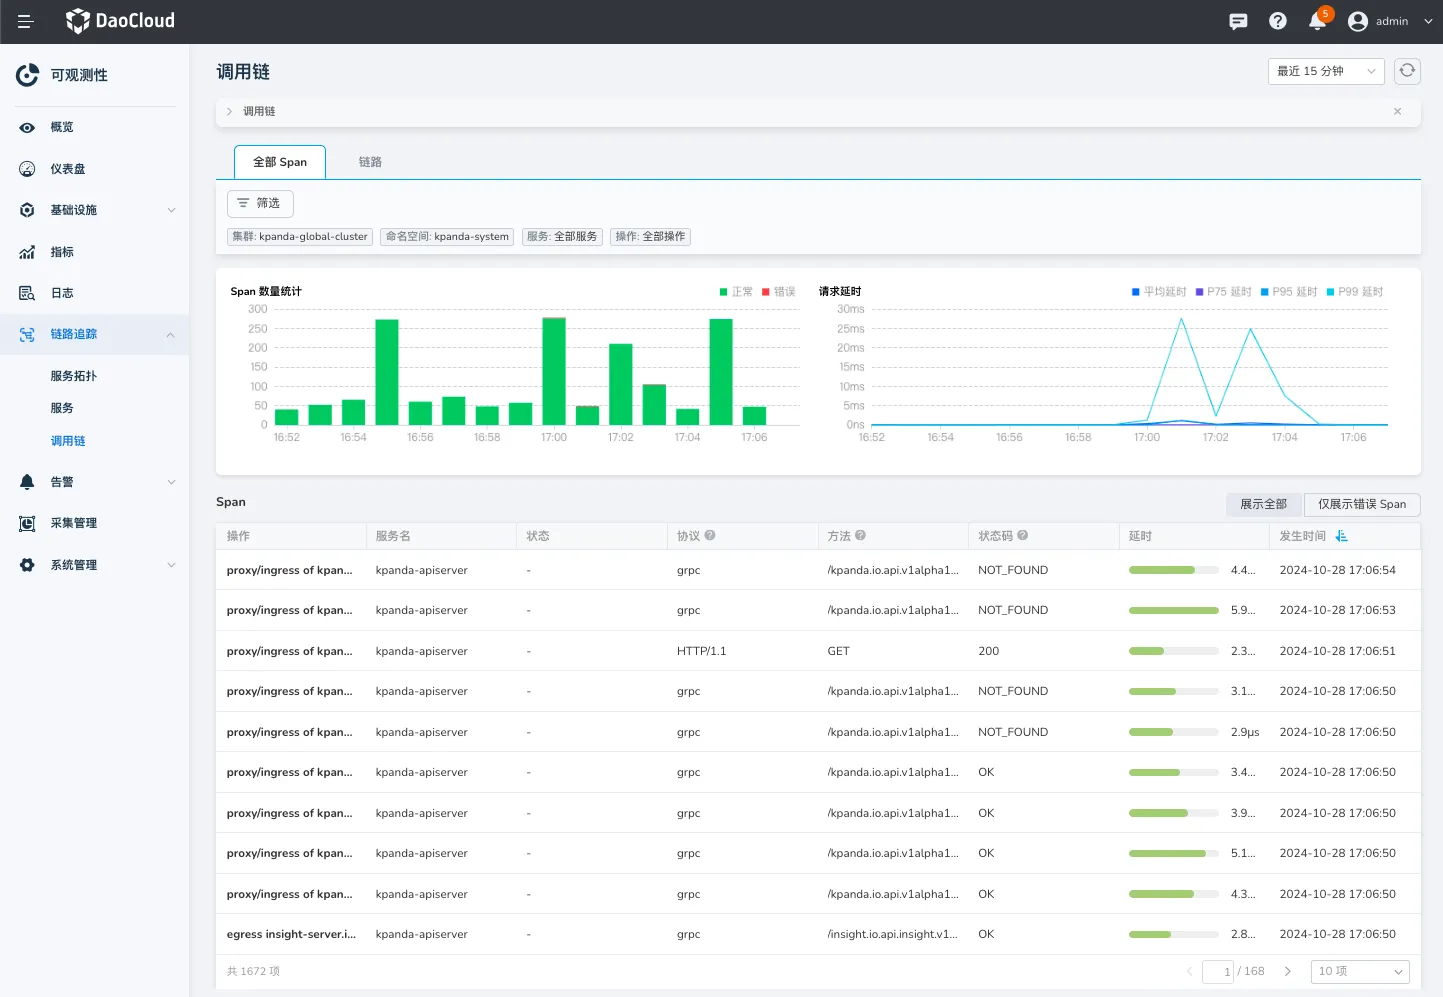 DaoCloud
5
admin
可观测性
概览
仪表盘
基础设施
指标
日志
链路追踪
服务拓扑
服务
调用链
告警
采集管理
系统管理
调用链
最近 15 分钟
调用链
全部 Span
链路
筛选
集群: kpanda-global-cluster
命名空间: kpanda-system
服务: 全部服务
操作: 全部操作
Span 数量统计
正常
错误
300
250
200
150
100
50
0
16:52
16:54
16:56
16:58
17:00
17:02
17:04
17:06
请求延时
平均延时
P75 延时
P95 延时
P99 延时
30ms
25ms
20ms
15ms
10ms
5ms
0ns
16:52
16:54
16:56
16:58
17:00
17:02
17:04
17:06
Span
展示全部
仅展示错误 Span
操作 服务名 状态 协议 方法 状态码 延时 发生时间
proxy/ingress of kpan... kpanda-apiserver - grpc /kpanda.io.api.v1alpha1... NOT_FOUND 4.4... 2024-10-28 17:06:54
proxy/ingress of kpan... kpanda-apiserver - grpc /kpanda.io.api.v1alpha1... NOT_FOUND 5.9... 2024-10-28 17:06:53
proxy/ingress of kpan... kpanda-apiserver - HTTP/1.1 GET 200 2.3... 2024-10-28 17:06:51
proxy/ingress of kpan... kpanda-apiserver - grpc /kpanda.io.api.v1alpha1... NOT_FOUND 3.1... 2024-10-28 17:06:50
proxy/ingress of kpan... kpanda-apiserver - grpc /kpanda.io.api.v1alpha1... NOT_FOUND 2.9μs 2024-10-28 17:06:50
proxy/ingress of kpan... kpanda-apiserver - grpc /kpanda.io.api.v1alpha1... OK 3.4... 2024-10-28 17:06:50
proxy/ingress of kpan... kpanda-apiserver - grpc /kpanda.io.api.v1alpha1... OK 3.9... 2024-10-28 17:06:50
proxy/ingress of kpan... kpanda-apiserver - grpc /kpanda.io.api.v1alpha1... OK 5.1... 2024-10-28 17:06:50
proxy/ingress of kpan... kpanda-apiserver - grpc /kpanda.io.api.v1alpha1... OK 4.3... 2024-10-28 17:06:50
egress insight-server.i... kpanda-apiserver - grpc /insight.io.api.insight.v1... OK 2.8... 2024-10-28 17:06:50
共 1672 项
1 / 168
10 项